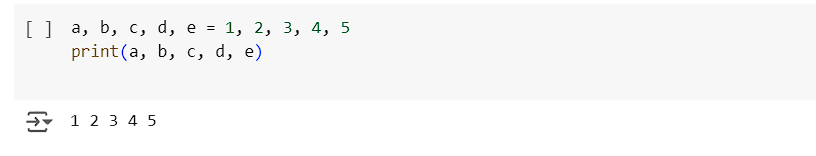 [ ] a, b, c, d, e = 1, 2, 3, 4, 5
print(a, b, c, d, e)
1 2 3 4 5